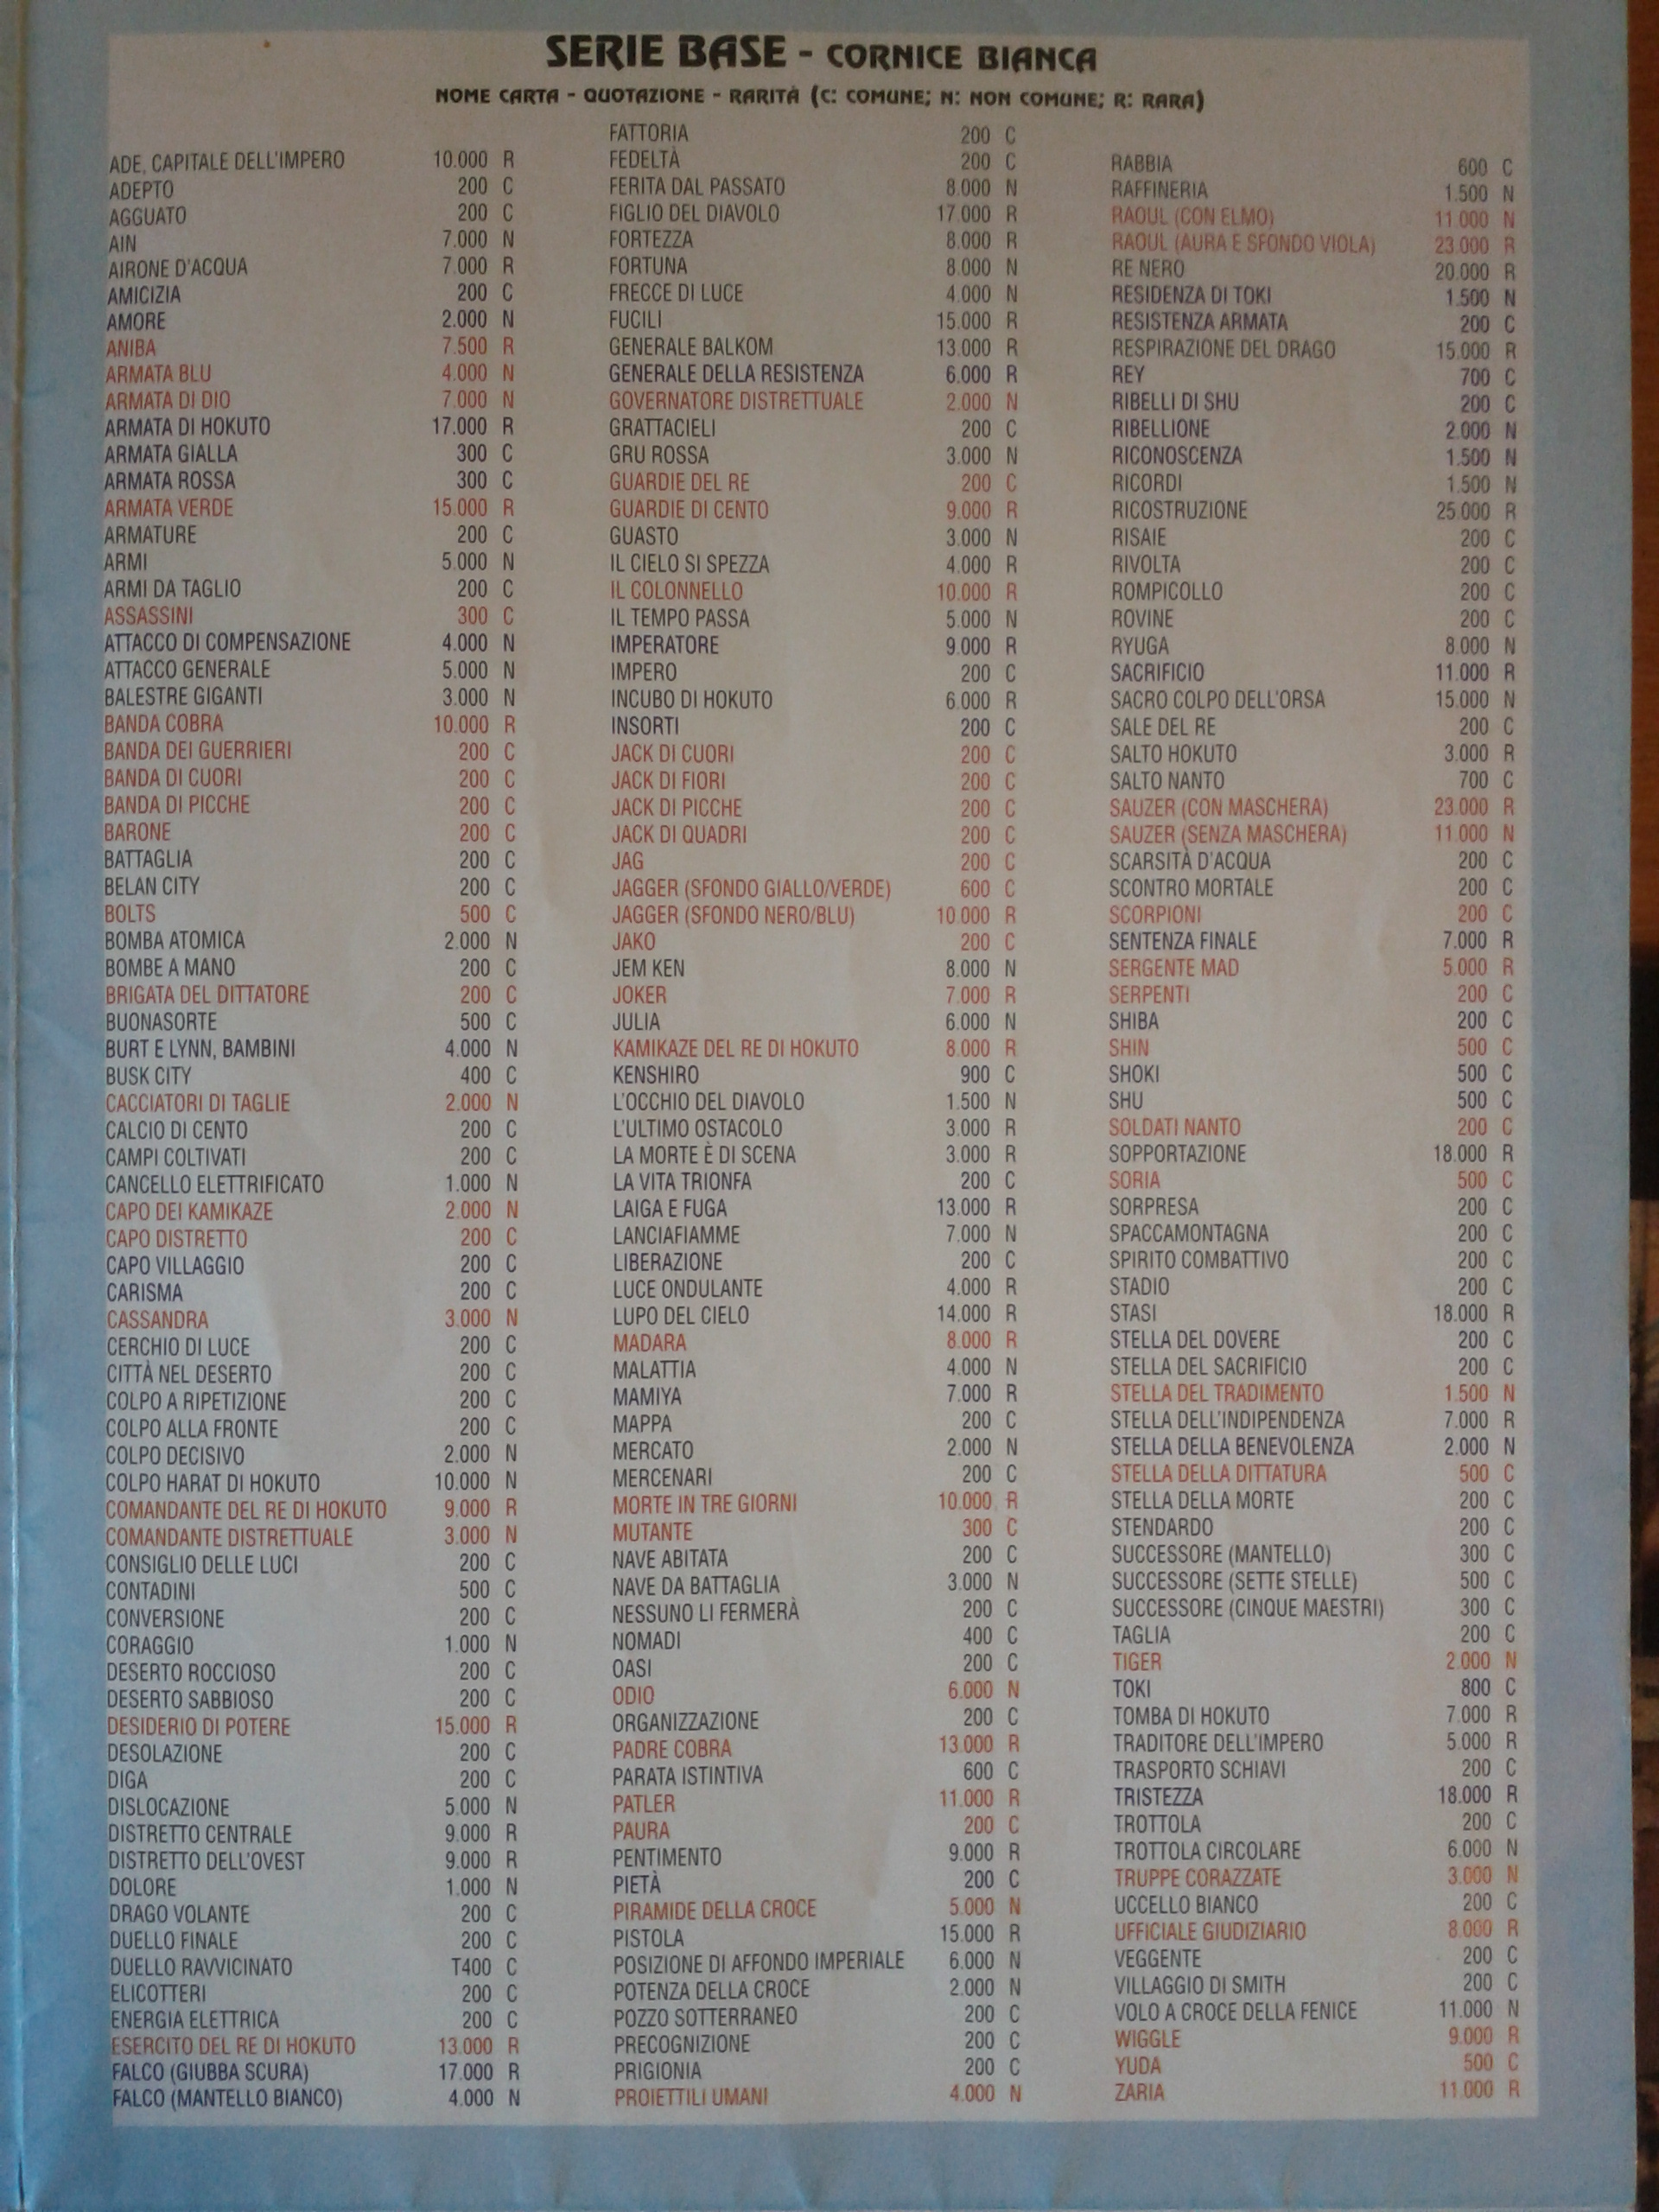 SERIE BASE - CORNICE BIANCA
NOME CARTA - QUOTAZIONE - RARITÀ (C: COMUNE; N: NON COMUNE; R: RARA)
ADE, CAPITALE DELL'IMPERO 10.000 R
ADEPTO 200 C
AGGUATO 200 C
AIN 7.000 N
AIRONE D'ACQUA 7.000 R
AMICIZIA 200 C
AMORE 2.000 N
ANIBA 7.500 R
ARMATA BLU 4.000 N
ARMATA DI DIO 7.000 N
ARMATA DI HOKUTO 17.000 R
ARMATA GIALLA 300 C
ARMATA ROSSA 300 C
ARMATA VERDE 15.000 R
ARMATURE 200 C
ARMI 5.000 N
ARMI DA TAGLIO 200 C
ASSASSINI 300 C
ATTACCO DI COMPENSAZIONE 4.000 N
ATTACCO GENERALE 5.000 N
BALESTRE GIGANTI 3.000 N
BANDA COBRA 10.000 R
BANDA DEI GUERRIERI 200 C
BANDA DI CUORI 200 C
BANDA DI PICCHE 200 C
BARONE 200 C
BATTAGLIA 200 C
BELAN CITY 200 C
BOLTS 500 C
BOMBA ATOMICA 2.000 N
BOMBE A MANO 200 C
BRIGATA DEL DITTATORE 200 C
BUONASORTE 500 C
BURT E LYNN, BAMBINI 4.000 N
BUSK CITY 400 C
CACCIATORI DI TAGLIE 2.000 N
CALCIO DI CENTO 200 C
CAMPI COLTIVATI 200 C
CANCELLO ELETTRIFICATO 1.000 N
CAPO DEI KAMIKAZE 2.000 N
CAPO DISTRETTO 200 C
CAPO VILLAGGIO 200 C
CARISMA 200 C
CASSANDRA 3.000 N
CERCHIO DI LUCE 200 C
CITTÀ NEL DESERTO 200 C
COLPO A RIPETIZIONE 200 C
COLPO ALLA FRONTE 200 C
COLPO DECISIVO 2.000 N
COLPO HARAT DI HOKUTO 10.000 N
COMANDANTE DEL RE DI HOKUTO 9.000 R
COMANDANTE DISTRETTUALE 3.000 N
CONSIGLIO DELLE LUCI 200 C
CONTADINI 500 C
CONVERSIONE 200 C
CORAGGIO 1.000 N
DESERTO ROCCIOSO 200 C
DESERTO SABBIOSO 200 C
DESIDERIO DI POTERE 15.000 R
DESOLAZIONE 200 C
DIGA 200 C
DISLOCAZIONE 5.000 N
DISTRETTO CENTRALE 9.000 R
DISTRETTO DELL'OVEST 9.000 R
DOLORE 1.000 N
DRAGO VOLANTE 200 C
DUELLO FINALE 200 C
DUELLO RAVVICINATO T400 C
ELICOTTERI 200 C
ENERGIA ELETTRICA 200 C
ESERCITO DEL RE DI HOKUTO 13.000 R
FALCO (GIUBBA SCURA) 17.000 R
FALCO (MANTELLO BIANCO) 4.000 N
FATTORIA 200 C
FEDELTÀ 200 C
FERITA DAL PASSATO 8.000 N
FIGLIO DEL DIAVOLO 17.000 R
FORTEZZA 8.000 R
FORTUNA 8.000 N
FRECCE DI LUCE 4.000 N
FUCILI 15.000 R
GENERALE BALKOM 13.000 R
GENERALE DELLA RESISTENZA 6.000 R
GOVERNATORE DISTRETTUALE 2.000 N
GRATTACIELI 200 C
GRU ROSSA 3.000 N
GUARDIE DEL RE 200 C
GUARDIE DI CENTO 9.000 R
GUASTO 3.000 N
IL CIELO SI SPEZZA 4.000 R
IL COLONNELLO 10.000 R
IL TEMPO PASSA 5.000 N
IMPERATORE 9.000 R
IMPERO 200 C
INCUBO DI HOKUTO 6.000 R
INSORTI 200 C
JACK DI CUORI 200 C
JACK DI FIORI 200 C
JACK DI PICCHE 200 C
JACK DI QUADRI 200 C
JAG 200 C
JAGGER (SFONDO GIALLO/VERDE) 600 C
JAGGER (SFONDO NERO/BLU) 10.000 R
JAKO 200 C
JEM KEN 8.000 N
JOKER 7.000 R
JULIA 6.000 N
KAMIKAZE DEL RE DI HOKUTO 8.000 R
KENSHIRO 900 C
L'OCCHIO DEL DIAVOLO 1.500 N
L'ULTIMO OSTACOLO 3.000 R
LA MORTE È DI SCENA 3.000 R
LA VITA TRIONFA 200 C
LAIGA E FUGA 13.000 R
LANCIAFIAMME 7.000 N
LIBERAZIONE 200 C
LUCE ONDULANTE 4.000 R
LUPO DEL CIELO 14.000 R
MADARA 8.000 R
MALATTIA 4.000 N
MAMIYA 7.000 R
MAPPA 200 C
MERCATO 2.000 N
MERCENARI 200 C
MORTE IN TRE GIORNI 10.000 R
MUTANTE 300 C
NAVE ABITATA 200 C
NAVE DA BATTAGLIA 3.000 N
NESSUNO LI FERMERÀ 200 C
NOMADI 400 C
OASI 200 C
ODIO 6.000 N
ORGANIZZAZIONE 200 C
PADRE COBRA 13.000 R
PARATA ISTINTIVA 600 C
PATLER 11.000 R
PAURA 200 C
PENTIMENTO 9.000 R
PIETÀ 200 C
PIRAMIDE DELLA CROCE 5.000 N
PISTOLA 15.000 R
POSIZIONE DI AFFONDO IMPERIALE 6.000 N
POTENZA DELLA CROCE 2.000 N
POZZO SOTTERRANEO 200 C
PRECOGNIZIONE 200 C
PRIGIONIA 200 C
PROIETTILI UMANI 4.000 N
RABBIA 600 C
RAFFINERIA 1.500 N
RAOUL (CON ELMO) 11.000 N
RAOUL (AURA E SFONDO VIOLA) 23.000 R
RE NERO 20.000 R
RESIDENZA DI TOKI 1.500 N
RESISTENZA ARMATA 200 C
RESPIRAZIONE DEL DRAGO 15.000 R
REY 700 C
RIBELLI DI SHU 200 C
RIBELLIONE 2.000 N
RICONOSCENZA 1.500 N
RICORDI 1.500 N
RICOSTRUZIONE 25.000 R
RISAIE 200 C
RIVOLTA 200 C
ROMPICOLLO 200 C
ROVINE 200 C
RYUGA 8.000 N
SACRIFICIO 11.000 R
SACRO COLPO DELL'ORSA 15.000 N
SALE DEL RE 200 C
SALTO HOKUTO 3.000 R
SALTO NANTO 700 C
SAUZER (CON MASCHERA) 23.000 R
SAUZER (SENZA MASCHERA) 11.000 N
SCARSITÀ D'ACQUA 200 C
SCONTRO MORTALE 200 C
SCORPIONI 200 C
SENTENZA FINALE 7.000 R
SERGENTE MAD 5.000 R
SERPENTI 200 C
SHIBA 200 C
SHIN 500 C
SHOKI 500 C
SHU 500 C
SOLDATI NANTO 200 C
SOPPORTAZIONE 18.000 R
SORIA 500 C
SORPRESA 200 C
SPACCAMONTAGNA 200 C
SPIRITO COMBATTIVO 200 C
STADIO 200 C
STASI 18.000 R
STELLA DEL DOVERE 200 C
STELLA DEL SACRIFICIO 200 C
STELLA DEL TRADIMENTO 1.500 N
STELLA DELL'INDIPENDENZA 7.000 R
STELLA DELLA BENEVOLENZA 2.000 N
STELLA DELLA DITTATURA 500 C
STELLA DELLA MORTE 200 C
STENDARDO 200 C
SUCCESSORE (MANTELLO) 300 C
SUCCESSORE (SETTE STELLE) 500 C
SUCCESSORE (CINQUE MAESTRI) 300 C
TAGLIA 200 C
TIGER 2.000 N
TOKI 800 C
TOMBA DI HOKUTO 7.000 R
TRADITORE DELL'IMPERO 5.000 R
TRASPORTO SCHIAVI 200 C
TRISTEZZA 18.000 R
TROTTOLA 200 C
TROTTOLA CIRCOLARE 6.000 N
TRUPPE CORAZZATE 3.000 N
UCCELLO BIANCO 200 C
UFFICIALE GIUDIZIARIO 8.000 R
VEGGENTE 200 C
VILLAGGIO DI SMITH 200 C
VOLO A CROCE DELLA FENICE 11.000 N
WIGGLE 9.000 R
YUDA 500 C
ZARIA 11.000 R